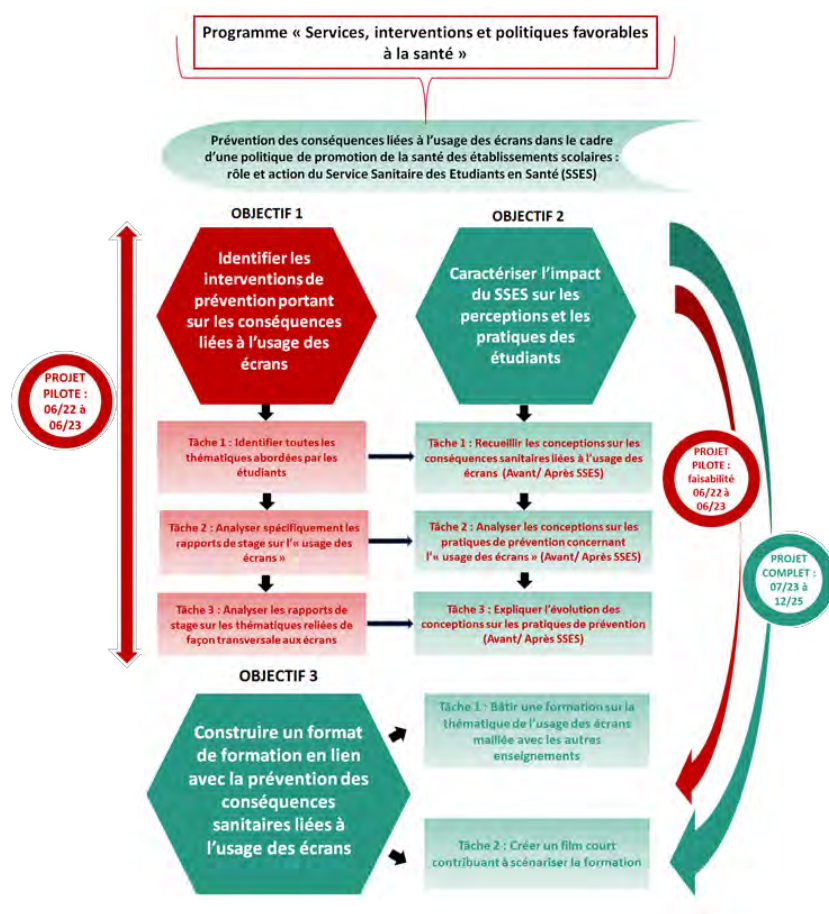 Programme « Services, interventions et politiques favorables
à la santé »
Prévention des conséquences liées à l'usage des écrans dans le cadre
d'une politique de promotion de la santé des établissements scolaires :
rôle et action du Service Sanitaire des Etudiants en Santé (SSES)
OBJECTIF 1
Identifier les
interventions de
prévention portant
sur les conséquences
liées à l'usage des
écrans
OBJECTIF 2
Caractériser l'impact
du SSES sur les
perceptions et les
pratiques des
étudiants
PROJET
PILOTE :
06/22 à
06/23
Tâche 1 : Identifier toutes les
thématiques abordées par les
étudiants
Tâche 1 : Recueillir les conceptions sur les
conséquences sanitaires liées à l'usage des
écrans (Avant/ Après SSES)
Tâche 2 : Analyser spécifiquement les
rapports de stage sur l'« usage des
écrans »
Tâche 2 : Analyser les conceptions sur les
pratiques de prévention concernant
l'« usage des écrans » (Avant/ Après SSES)
Tâche 3 : Analyser les rapports de
stage sur les thématiques reliées de
façon transversale aux écrans
Tâche 3 : Expliquer l'évolution des
conceptions sur les pratiques de prévention
(Avant/ Après SSES)
PROJET
PILOTE :
faisabilité
06/22 à
06/23
PROJET
COMPLET :
07/23 à
12/25
OBJECTIF 3
Construire un format
de formation en lien
avec la prévention des
conséquences
sanitaires liées à
l'usage des écrans
Tâche 1 : Bâtir une formation sur la
thématique de l'usage des écrans
maillée avec les autres
enseignements
Tâche 2 : Créer un film court
contribuant à scénariser la formation